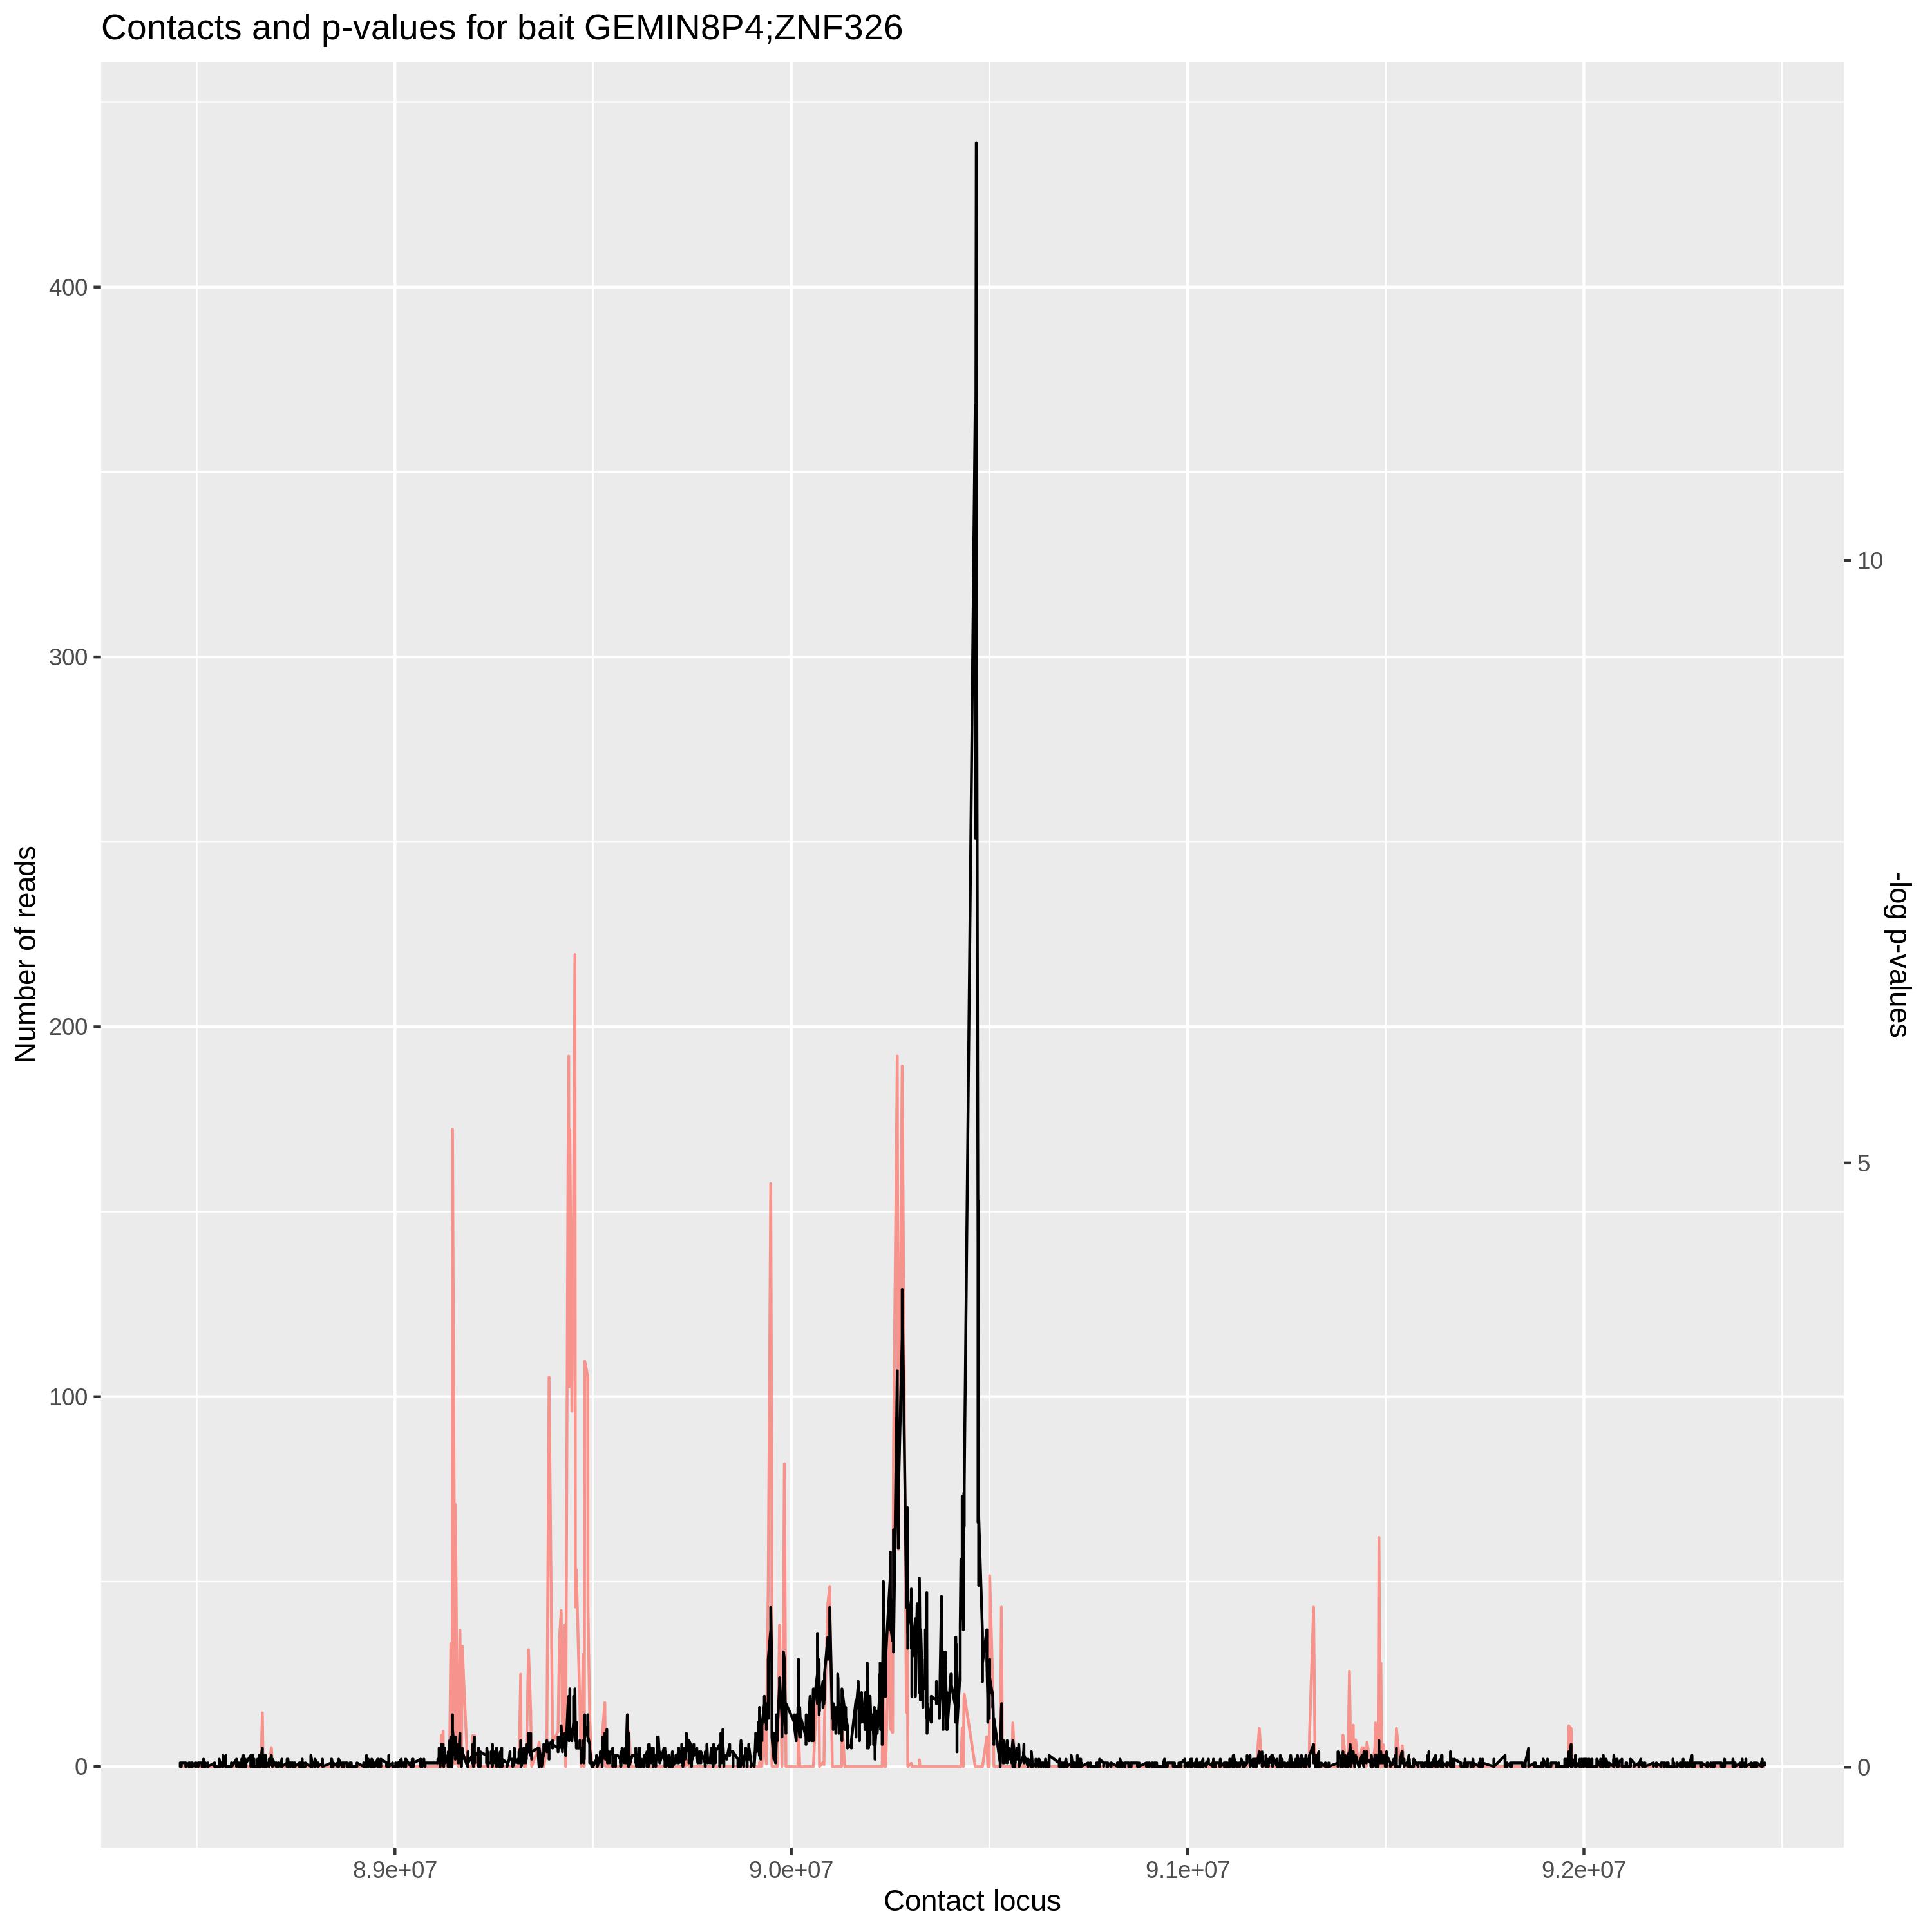 Contacts and p-values for bait GEMIN8P4;ZNF326
400
300
200
100
0
Number of reads
10
5
0
-log p-values
8.9e+07
9.0e+07
9.1e+07
9.2e+07
Contact locus